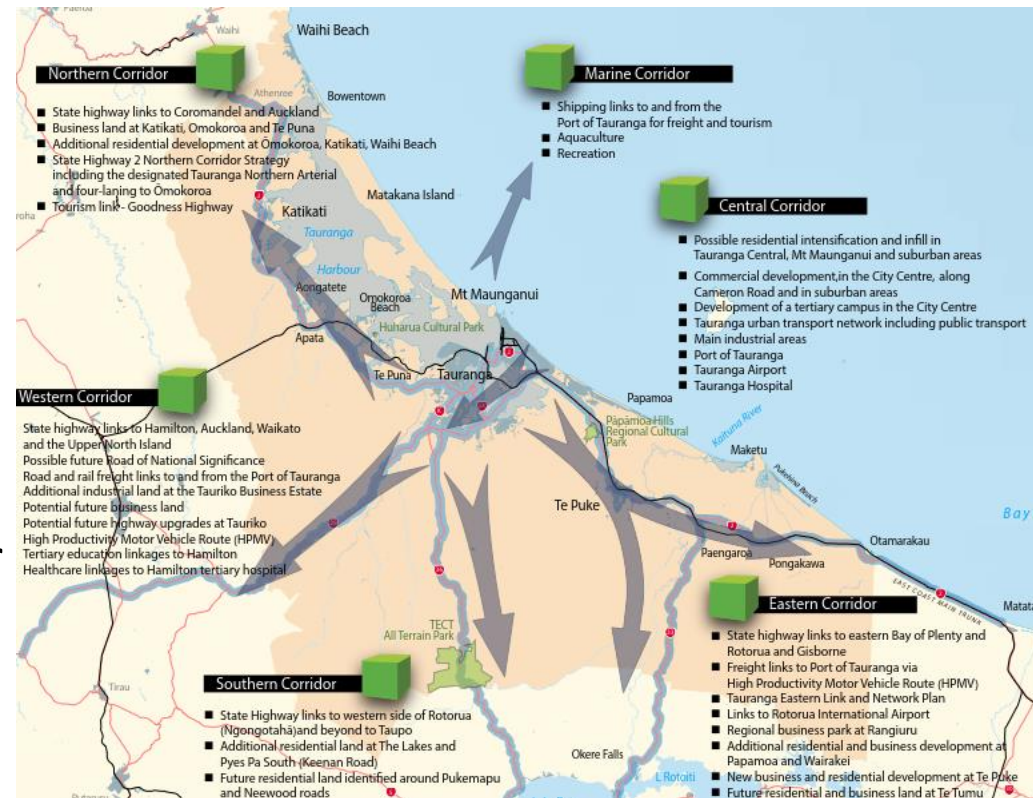 Paeroa
Waihi
Waihi Beach
Northern Corridor
Athenree
Bowentown
■ State highway links to Coromandel and Auckland
■ Business land at Katikati, Omokoroa and Te Puna
■ Additional residential development at Ōmokoroa, Katikati, Waihi Beach
■ State Highway 2 Northern Corridor Strategy
including the designated Tauranga Northern Arterial
and four-laning to Ōmokoroa
■ Tourism link - Goodness Highway
Marine Corridor
■ Shipping links to and from the
Port of Tauranga for freight and tourism
■ Aquaculture
■ Recreation
Matakana Island
Katikati
Tauranga
Harbour
Aongatete
Omokoroa
Beach
Mt Maunganui
Huharua Cultural Park
Apata
Te Puna
Tauranga
Central Corridor
■ Possible residential intensification and infill in
Tauranga Central, Mt Maunganui and suburban areas
■ Commercial development,in the City Centre, along
Cameron Road and in suburban areas
■ Development of a tertiary campus in the City Centre
■ Tauranga urban transport network including public transport
■ Main industrial areas
■ Port of Tauranga
■ Tauranga Airport
■ Tauranga Hospital
Western Corridor
State highway links to Hamilton, Auckland, Waikato
and the Upper North Island
Possible future Road of National Significance
Road and rail freight links to and from the Port of Tauranga
Additional industrial land at the Tauriko Business Estate
Potential future business land
Potential future highway upgrades at Tauriko
High Productivity Motor Vehicle Route (HPMV)
Tertiary education linkages to Hamilton
Healthcare linkages to Hamilton tertiary hospital
Papamoa
Papamoa Hills
Regional Cultural
Park
Kaituna River
Maketu
Pukehina Beach
Te Puke
Bay
Paengaroa
Pongakawa
Otamarakau
EAST COAST MAIN TRUNK
Matata
TECT
All Terrain Park
Tirau
Southern Corridor
■ State Highway links to western side of Rotorua
(Ngongotahā)and beyond to Taupo
■ Additional residential land at The Lakes and
Pyes Pa South (Keenan Road)
■ Future residential land identified around Pukemapu
and Neewood roads
Okere Falls
L Rotoiti
Eastern Corridor
■ State highway links to eastern Bay of Plenty and
Rotorua and Gisborne
■ Freight links to Port of Tauranga via
High Productivity Motor Vehicle Route (HPMV)
■ Tauranga Eastern Link and Network Plan
■ Links to Rotorua International Airport
■ Regional business park at Rangiuru
■ Additional residential and business development at
Papamoa and Wairakei
■ New business and residential development at Te Puke
■ Future residential and business land at Te Tumu